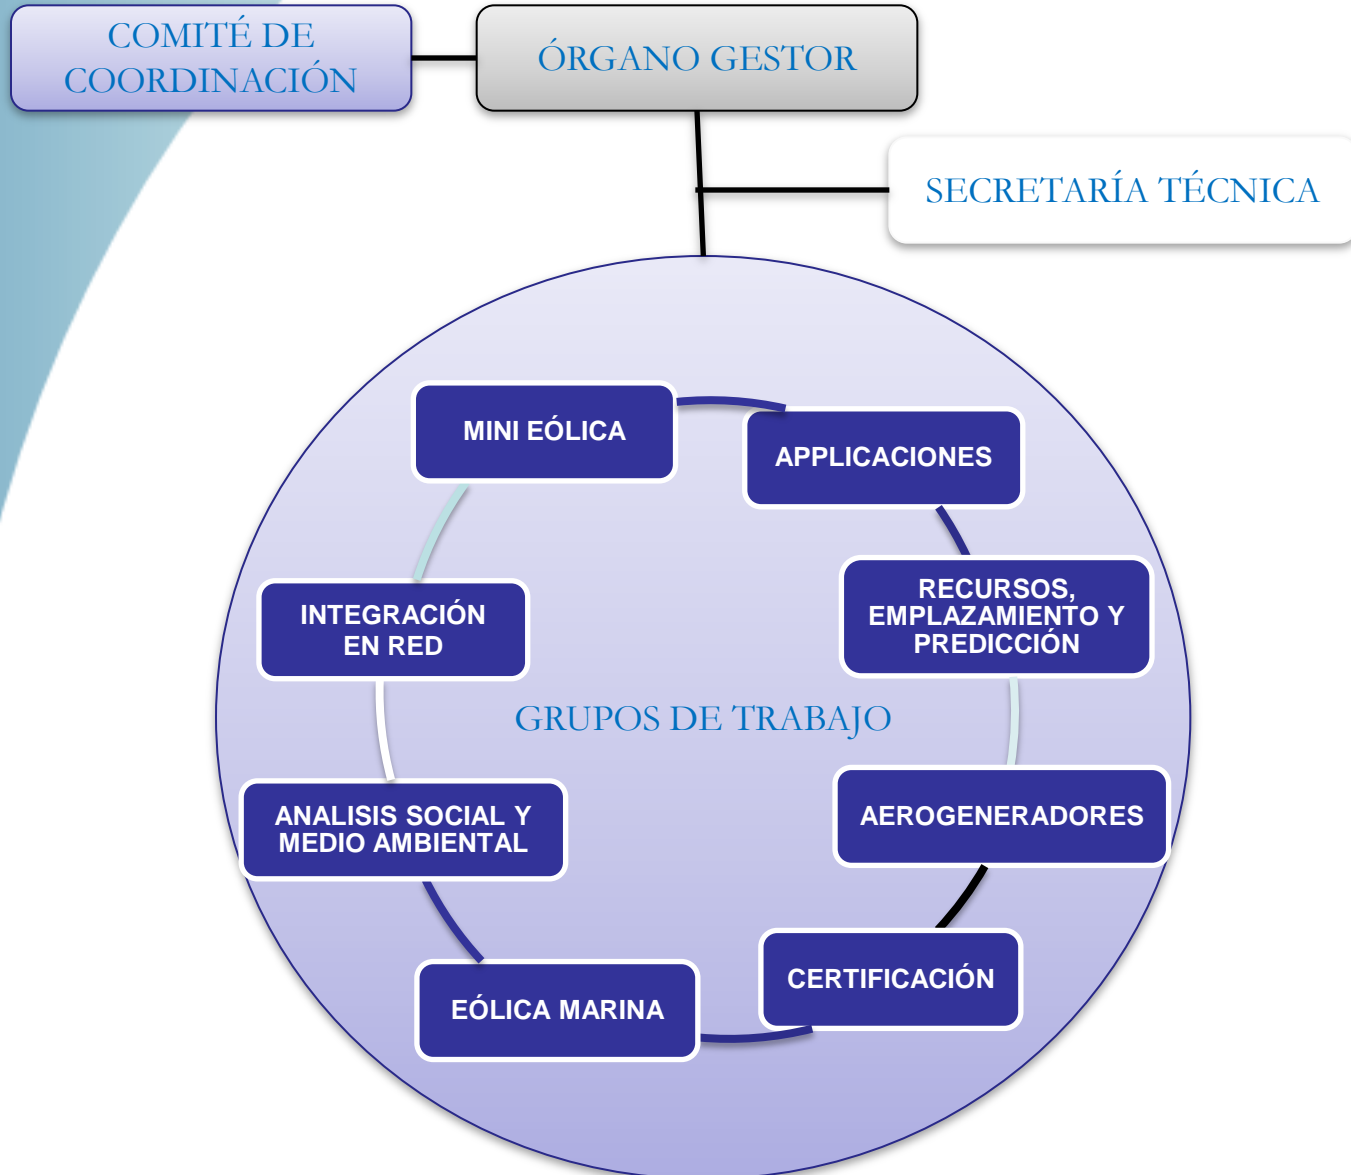 COMITÉ DE
COORDINACIÓN
ÓRGANO GESTOR
SECRETARÍA TÉCNICA
MINI EÓLICA
APPLICACIONES
RECURSOS,
EMPLAZAMIENTO Y
PREDICCIÓN
INTEGRACIÓN
EN RED
GRUPOS DE TRABAJO
ANALISIS SOCIAL Y
MEDIO AMBIENTAL
AEROGENERADORES
CERTIFICACIÓN
EÓLICA MARINA